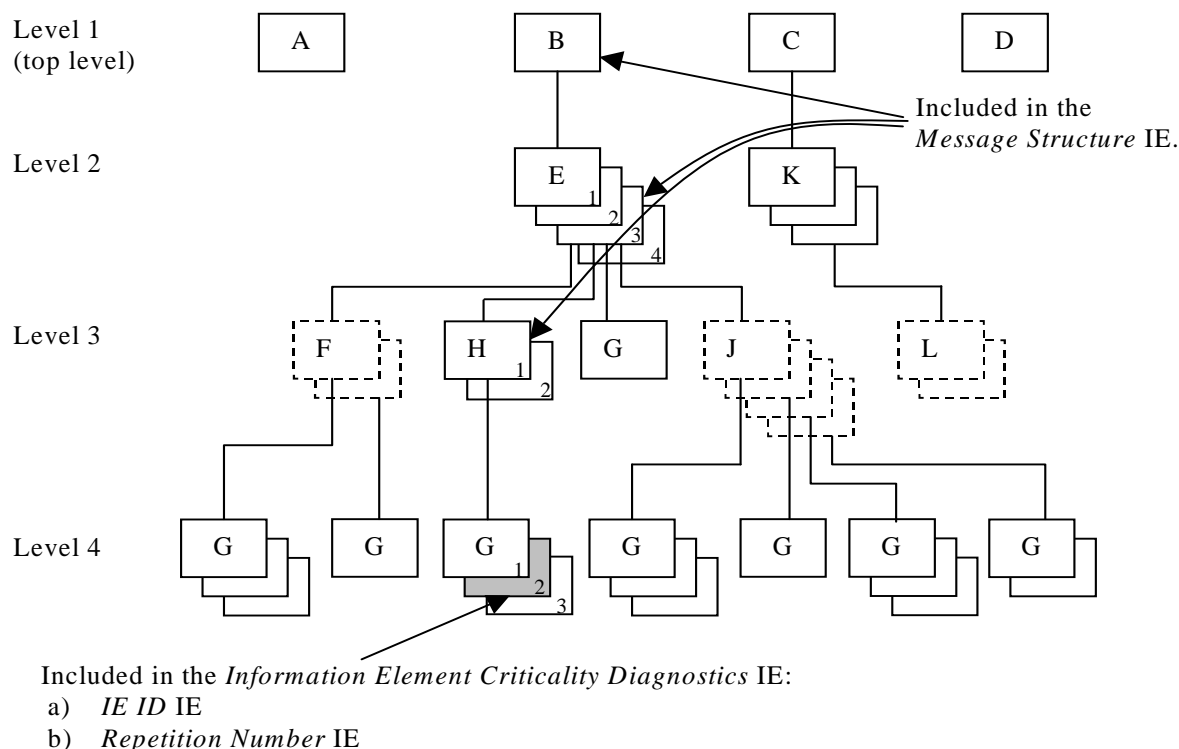 Level 1
(top level)
A
B
C
D
Included in the
Message Structure IE.
Level 2
E
1
2
3
4
K
Level 3
F
H
1
2
G
J
L
Level 4
G
G
G
1
2
3
G
G
G
G
Included in the Information Element Criticality Diagnostics IE:
a) IE ID IE
b) Repetition Number IE